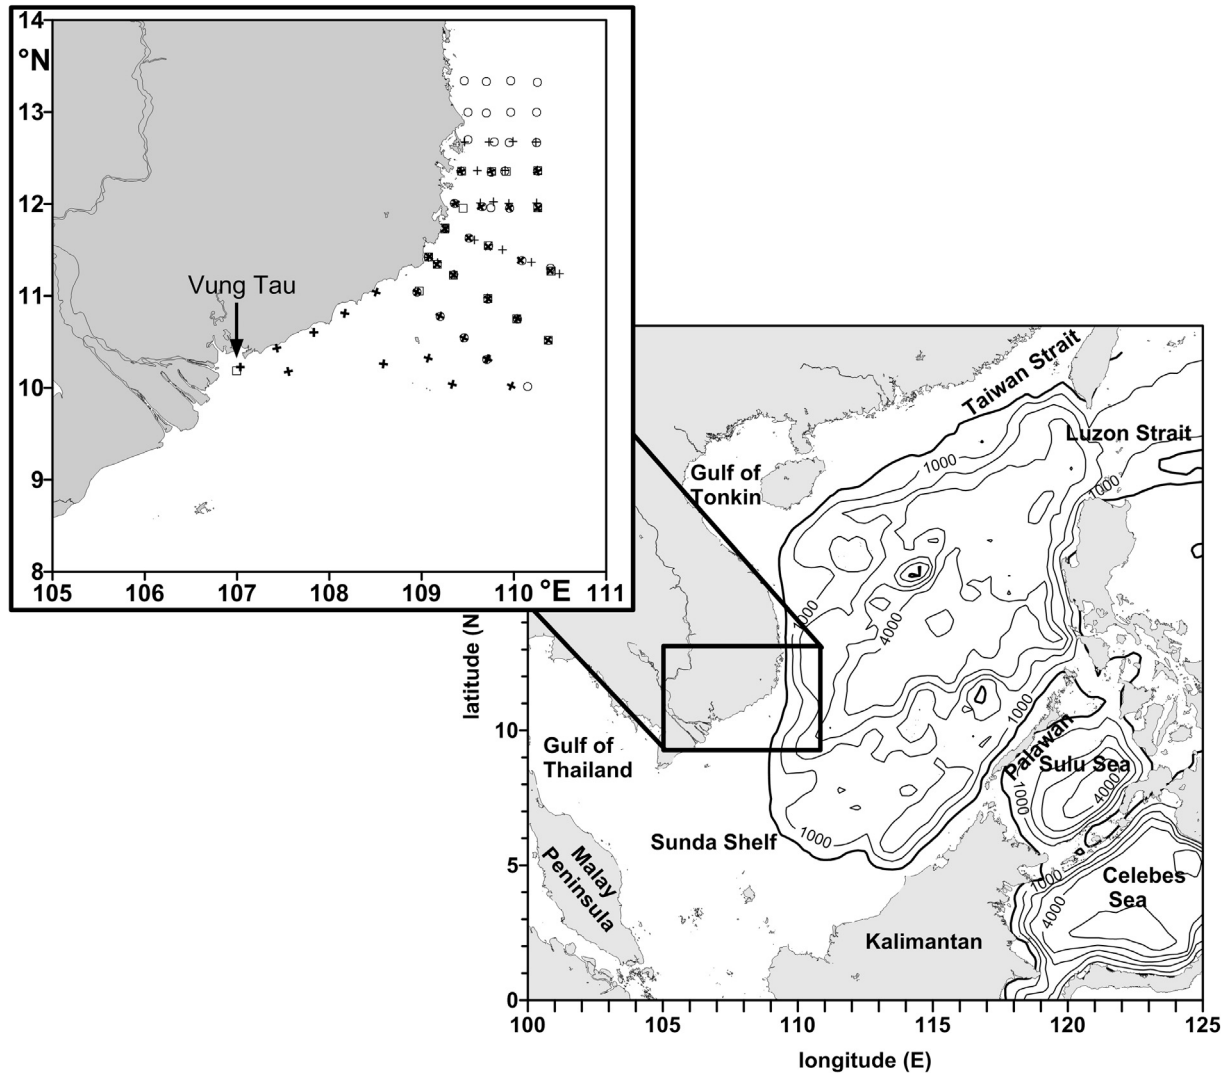 14
°N
13
12
11
10
9
8
105
106
107
108
109
110
°E
111
Vung Tau
Taiwan Strait
Luzon Strait
1000
1000
Gulf of
Tonkin
1000
4000
latitude (N
10
5
0
Gulf of
Thailand
1000
Palawan
Sulu Sea
1000
4000
1000
Sunda Shelf
Malay
Peninsula
Celebes
Sea
1000
4000
Kalimantan
100
105
110
115
120
125
longitude (E)